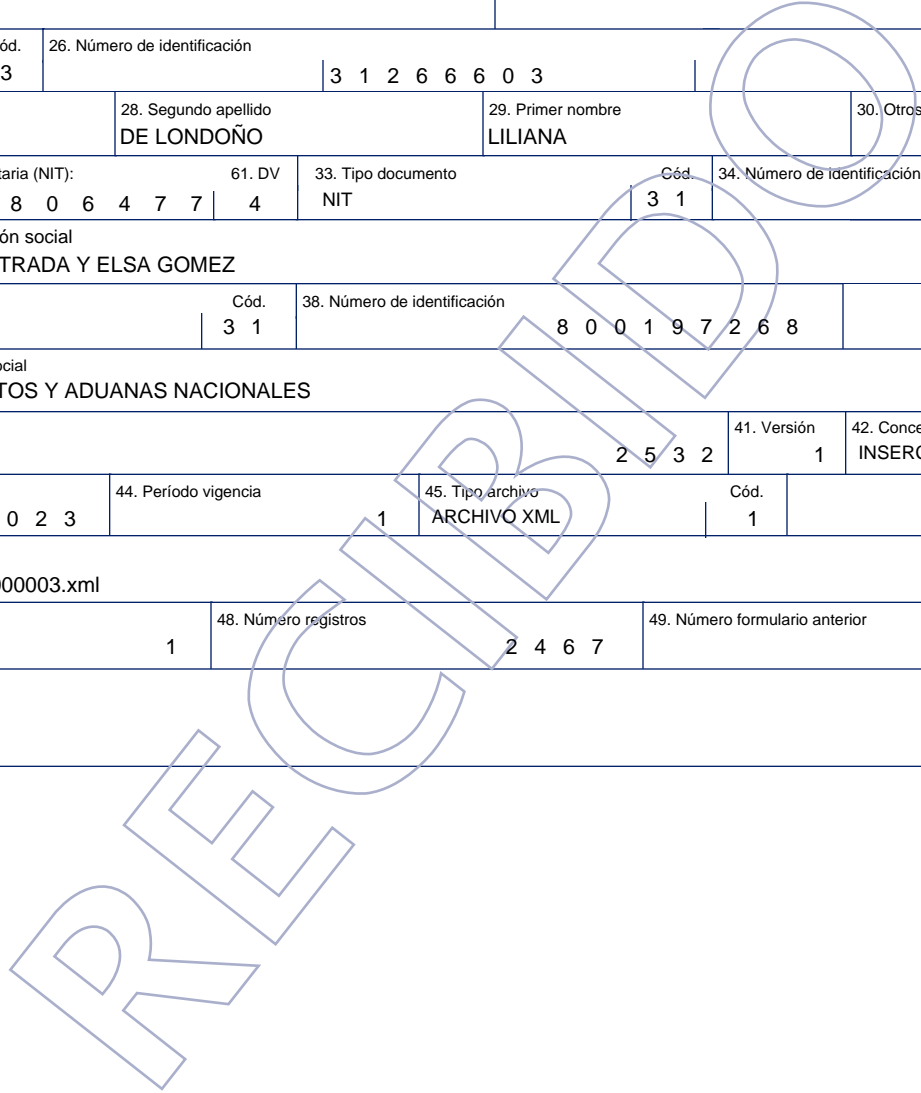 ód. 26. Número de identificación
3 3 1 2 6 6 6 0 3
28. Segundo apellido 29. Primer nombre 30. Otros
DE LONDOÑO LILIANA
taria (NIT): 61. DV 33. Tipo documento Cód. 34. Número de identificación
8 0 6 4 7 7 4 NIT 3 1
ón social
TRADA Y ELSA GOMEZ
Cód. 38. Número de identificación
3 1 8 0 0 1 9 7 2 6 8
ocial
TOS Y ADUANAS NACIONALES
41. Versión 42. Conce
2 5 3 2 1 INSERC
44. Período vigencia 45. Tipo archivo Cód.
0 2 3 1 ARCHIVO XML 1
000003.xml
48. Número registros 49. Número formulario anterior
1 2 4 6 7
RECIBIDO